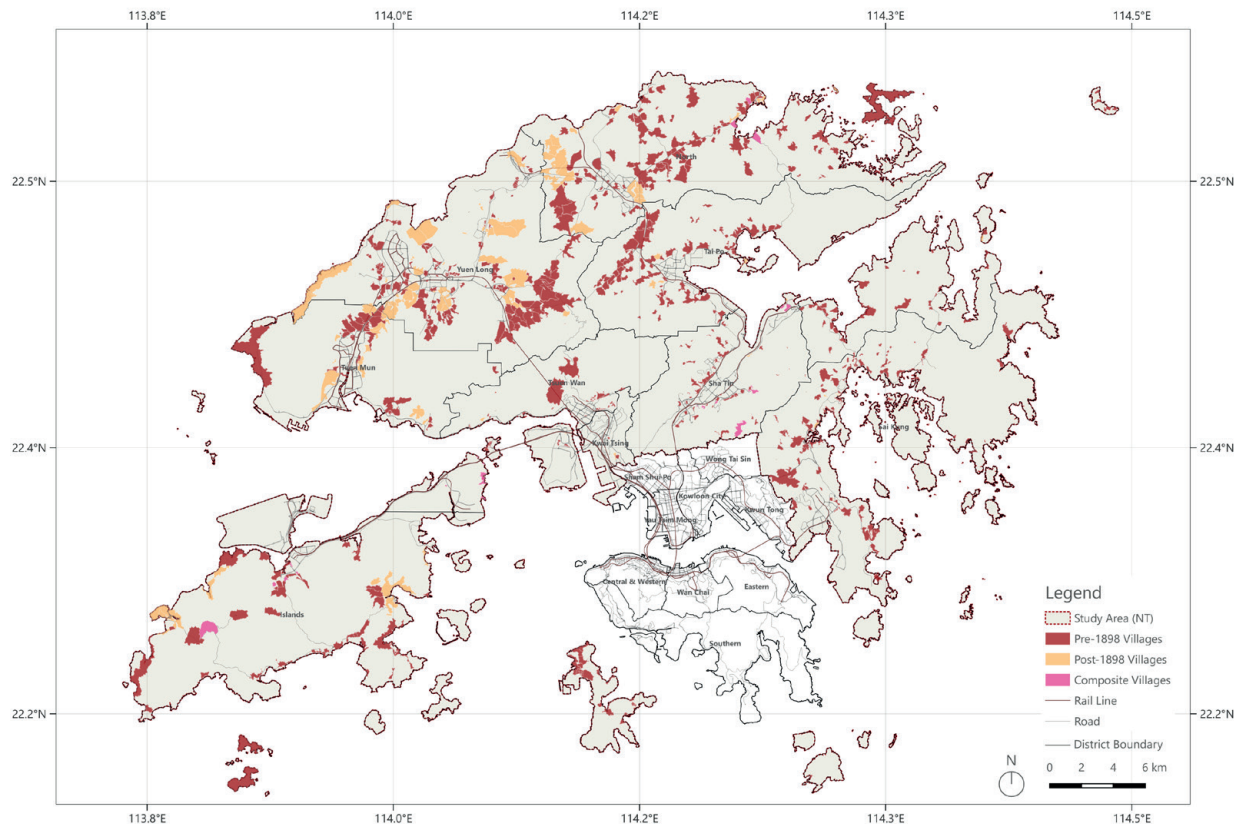 113.8°E 114.0°E 114.2°E 114.3°E 114.5°E
22.5°N 22.5°N
North
Tai Po
Yuen Long
Tuen Mun
Tsuen Wan
Sha Tin
Sai Kung
22.4°N 22.4°N
Kwai Tsing
Wong Tai Sin
Sham Shui Po
Kowloon City
Kwun Tong
Yau Tsim Mong
Central & Western
Eastern
Wan Chai
Islands
Southern
Legend
Study Area (NT)
Pre-1898 Villages
Post-1898 Villages
Composite Villages
Rail Line
Road
District Boundary
22.2°N 22.2°N
N
0 2 4 6 km
113.8°E 114.0°E 114.2°E 114.3°E 114.5°E